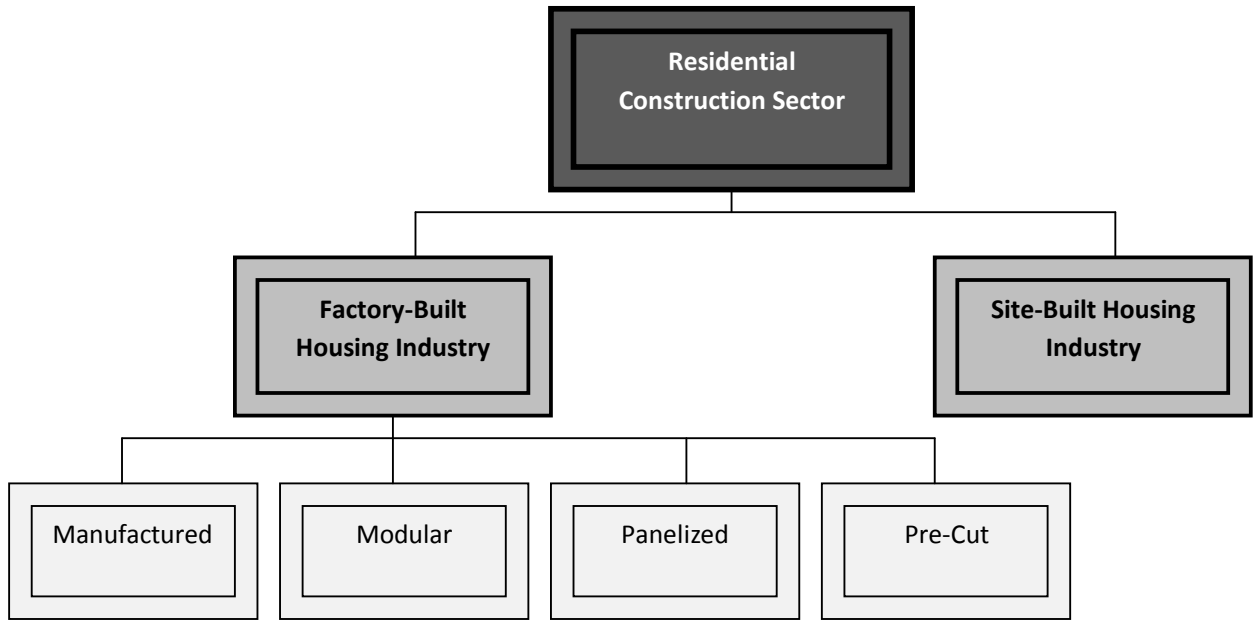 Residential
Construction Sector
Factory-Built
Housing Industry
Site-Built Housing
Industry
Manufactured
Modular
Panelized
Pre-Cut